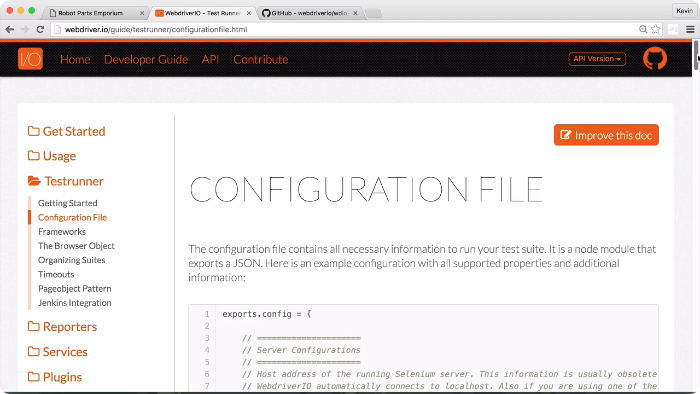 Robot Parts Emporium
WebdriverIO - Test Runner
GitHub - webdriverio/wdio
Kevin
webdriver.io/guide/testrunner/configurationfile.html
I/O
Home
Developer Guide
API
Contribute
API Version
Get Started
Usage
Testrunner
Getting Started
Configuration File
Frameworks
The Browser Object
Organizing Suites
Timeouts
Pageobject Pattern
Jenkins Integration
Reporters
Services
Plugins
Improve this doc
CONFIGURATION FILE
The configuration file contains all necessary information to run your test suite. It is a node module that
exports a JSON. Here is an example configuration with all supported properties and additional
information:
1 exports.config = {
2
3 // =====================
4 // Server Configurations
5 // =====================
6 // Host address of the running Selenium server. This information is usually obsolete
7 // WebdriverIO automatically connects to localhost. Also if you are using one of the